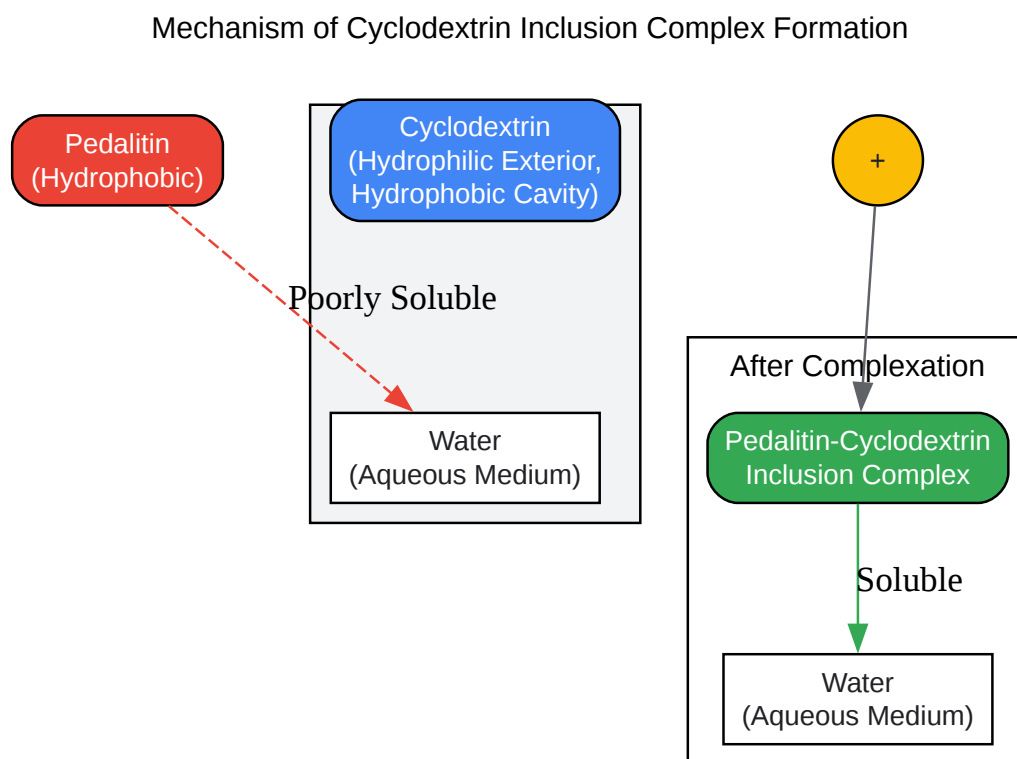 Mechanism of Cyclodextrin Inclusion Complex Formation
Pedalitin
(Hydrophobic)
Cyclodextrin
(Hydrophilic Exterior,
Hydrophobic Cavity)
+
Poorly Soluble
Water
(Aqueous Medium)
After Complexation
Pedalitin-Cyclodextrin
Inclusion Complex
Soluble
Water
(Aqueous Medium)